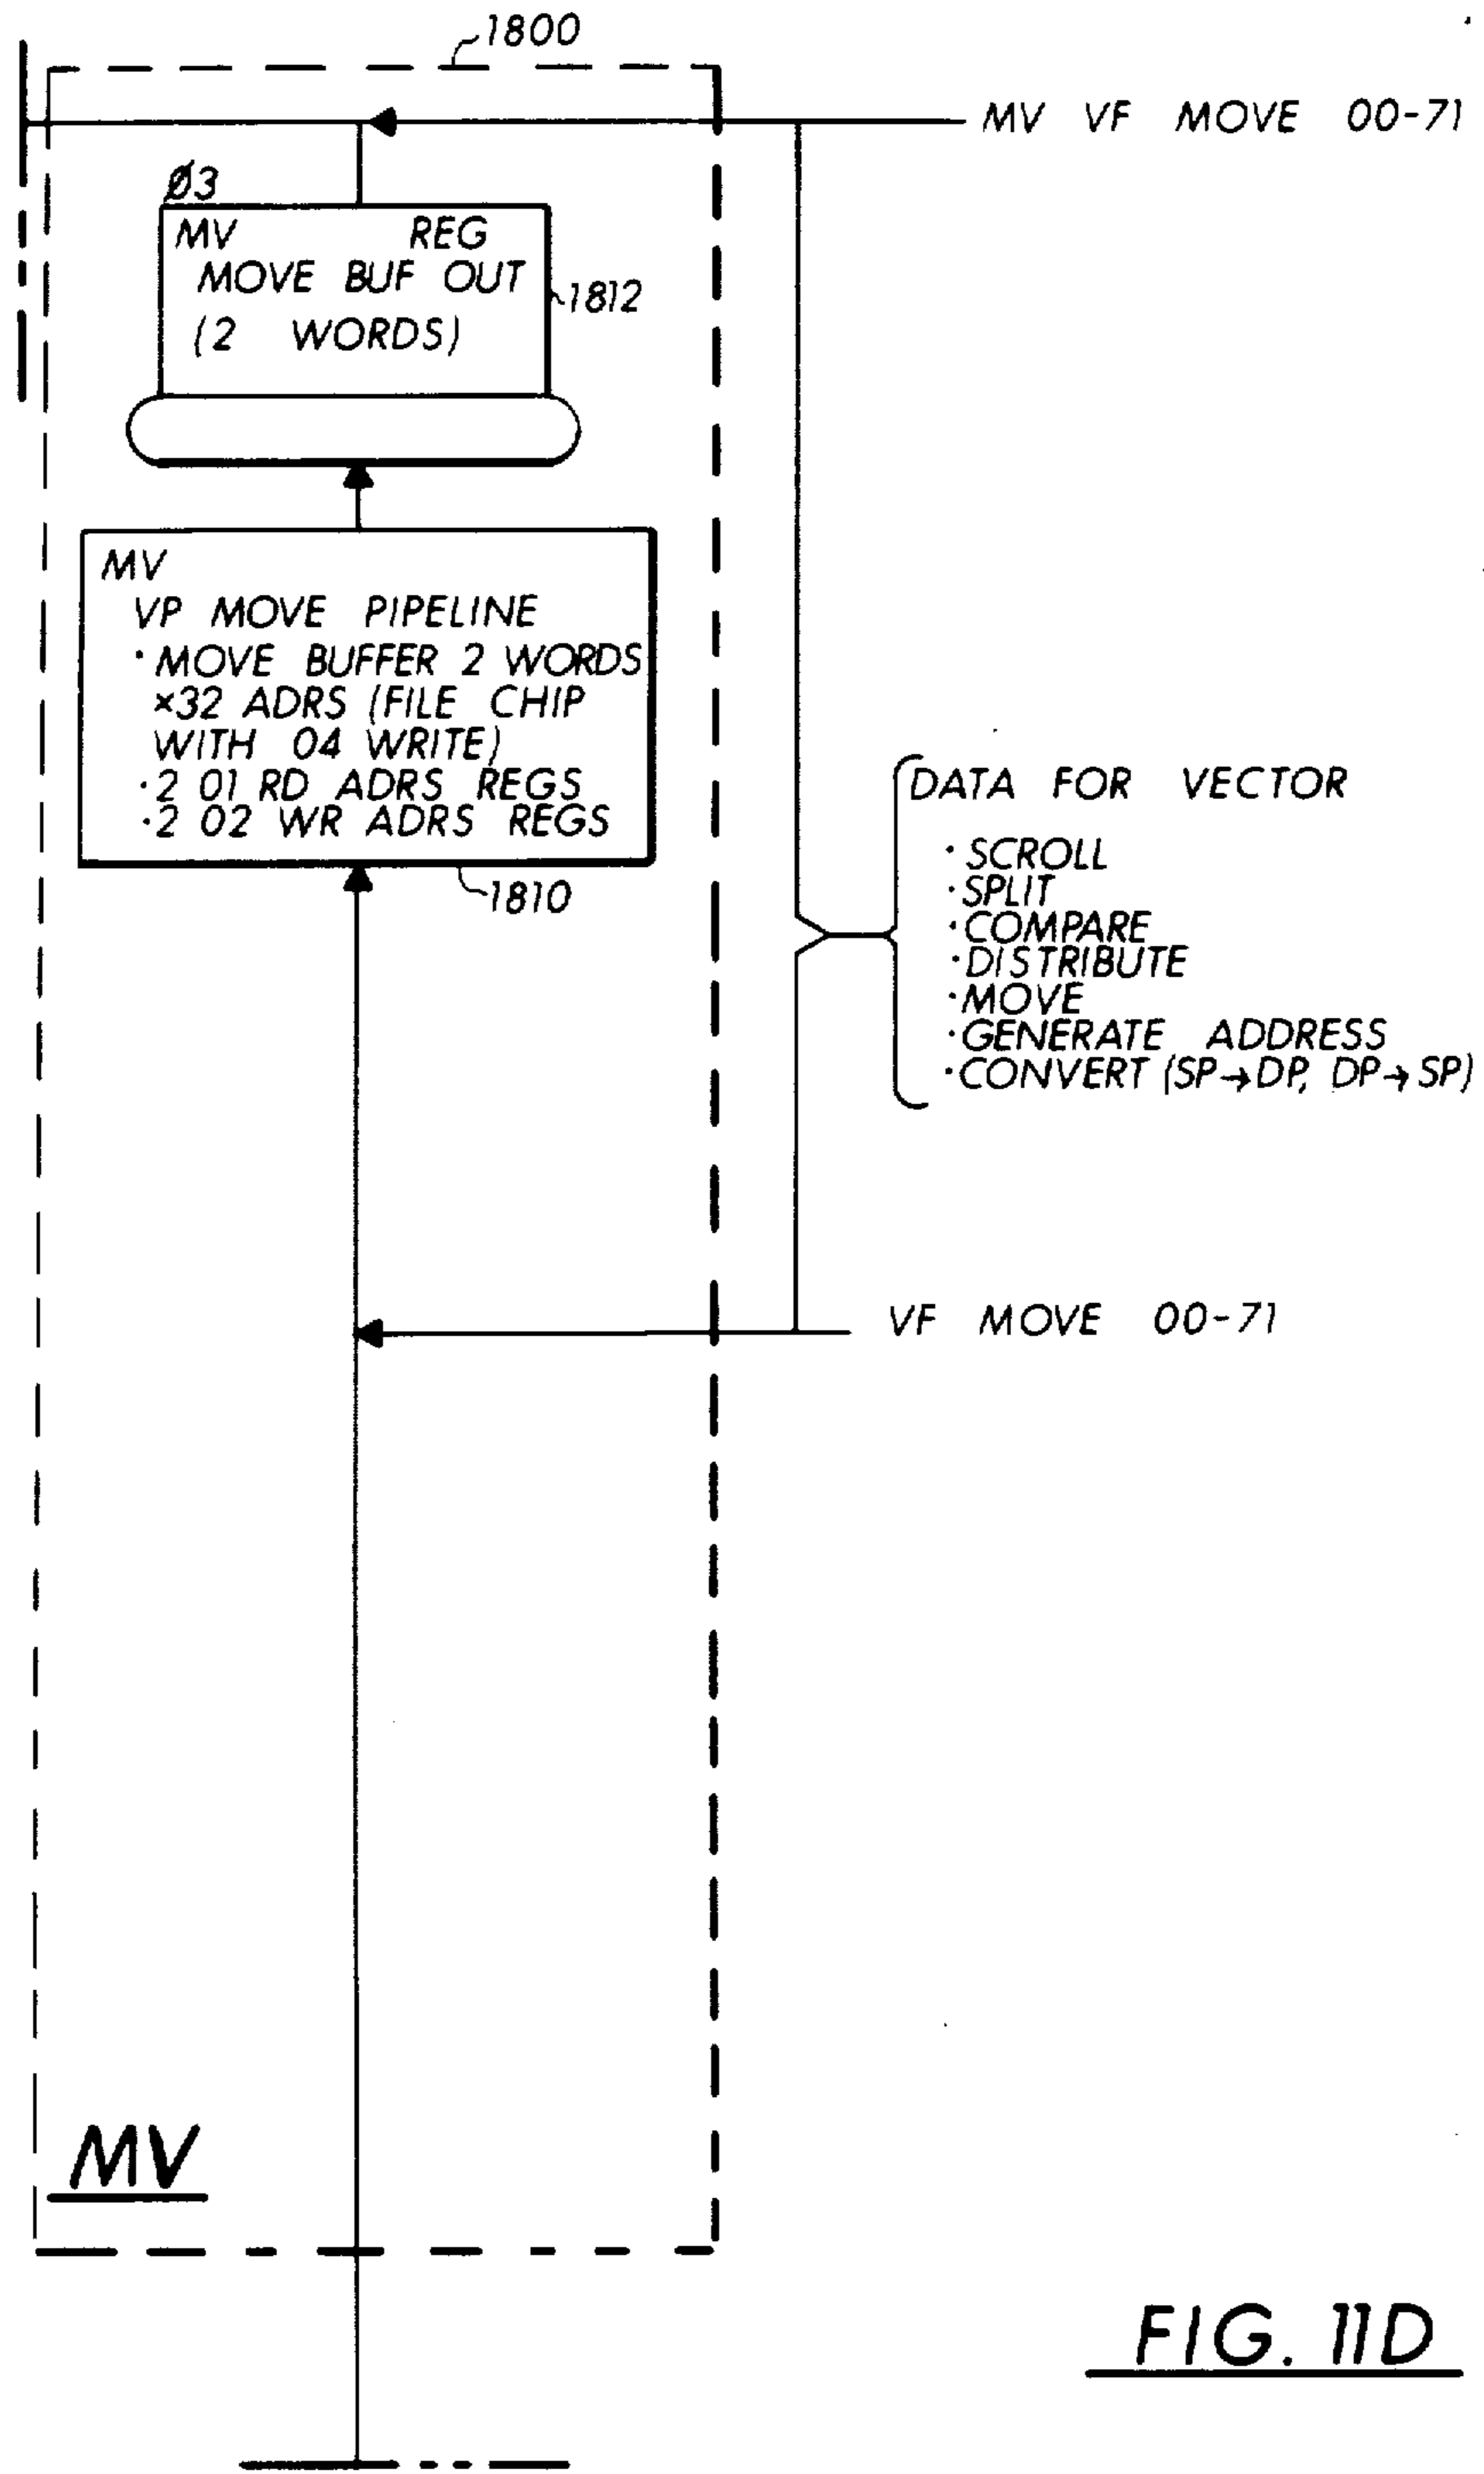 1800
MV VF MOVE 00-71
Ø3
MV REG
MOVE BUF OUT
(2 WORDS)
1812
MV
VP MOVE PIPELINE
·MOVE BUFFER 2 WORDS
×32 ADRS (FILE CHIP
WITH 04 WRITE)
·2 01 RD ADRS REGS
·2 02 WR ADRS REGS
1810
DATA FOR VECTOR
·SCROLL
·SPLIT
·COMPARE
·DISTRIBUTE
·MOVE
·GENERATE ADDRESS
·CONVERT (SP→DP, DP→SP)
VF MOVE 00-71
MV
FIG. 11D